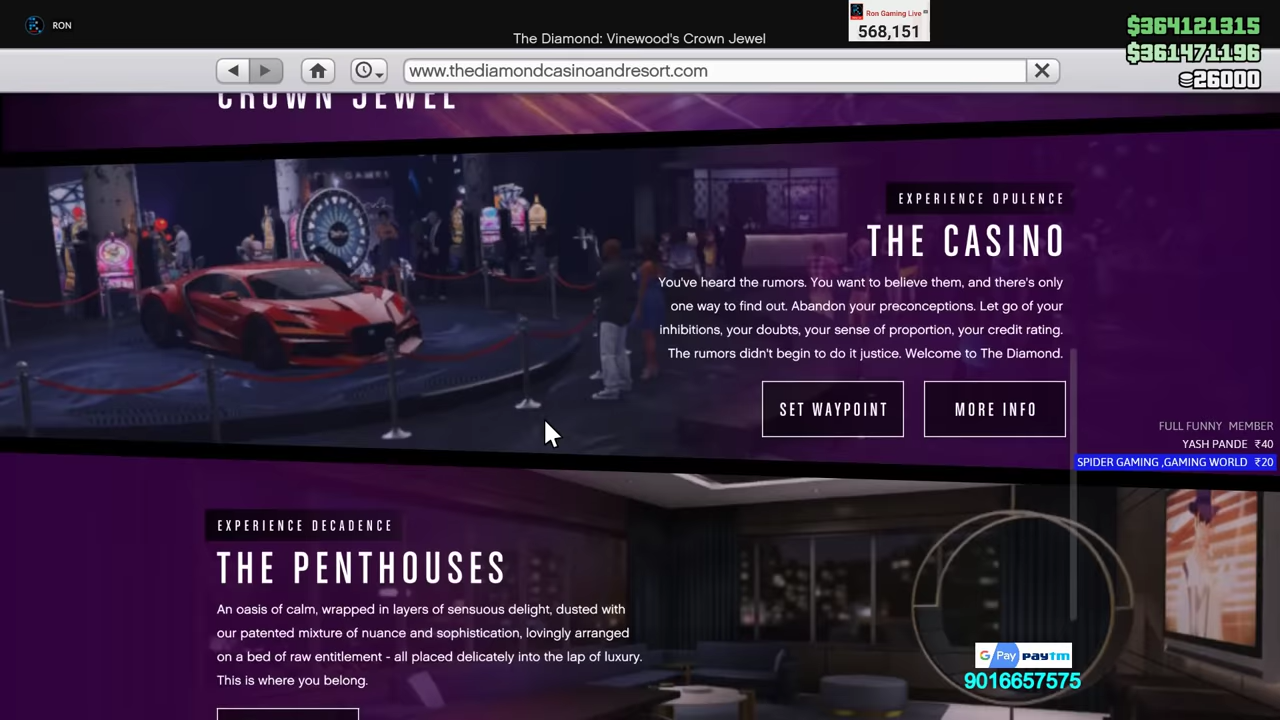 RON
The Diamond: Vinewood's Crown Jewel
Ron Gaming Live
568,151
$364121315
$361471196
26000
www.thediamondcasinoandresort.com
CROWN JEWEL
GAMES
EXPERIENCE OPULENCE
THE CASINO
You've heard the rumors. You want to believe them, and there's only
one way to find out. Abandon your preconceptions. Let go of your
inhibitions, your doubts, your sense of proportion, your credit rating.
The rumors didn't begin to do it justice. Welcome to The Diamond.
SET WAYPOINT
MORE INFO
FULL FUNNY MEMBER
YASH PANDE ₹40
SPIDER GAMING ,GAMING WORLD ₹20
EXPERIENCE DECADENCE
THE PENTHOUSES
An oasis of calm, wrapped in layers of sensuous delight, dusted with
our patented mixture of nuance and sophistication, lovingly arranged
on a bed of raw entitlement - all placed delicately into the lap of luxury.
This is where you belong.
G Pay paytm
9016657575